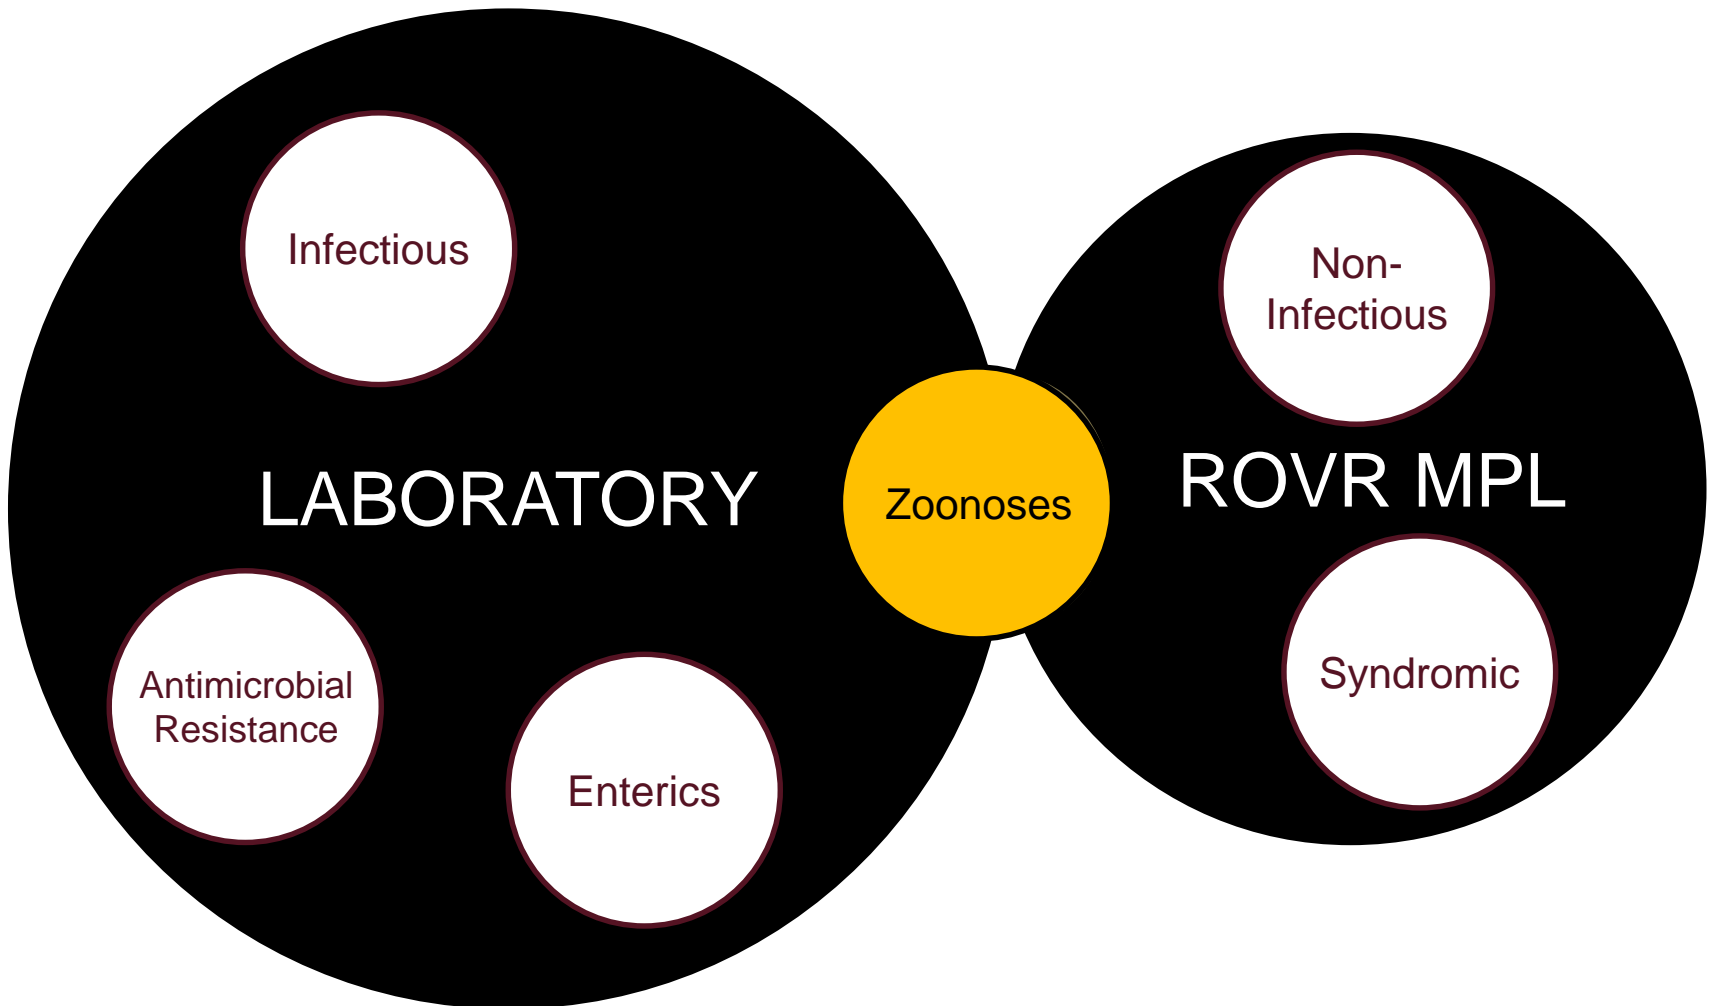 Infectious
LABORATORY
Antimicrobial
Resistance
Enterics
Zoonoses
Non-
Infectious
ROVR MPL
Syndromic